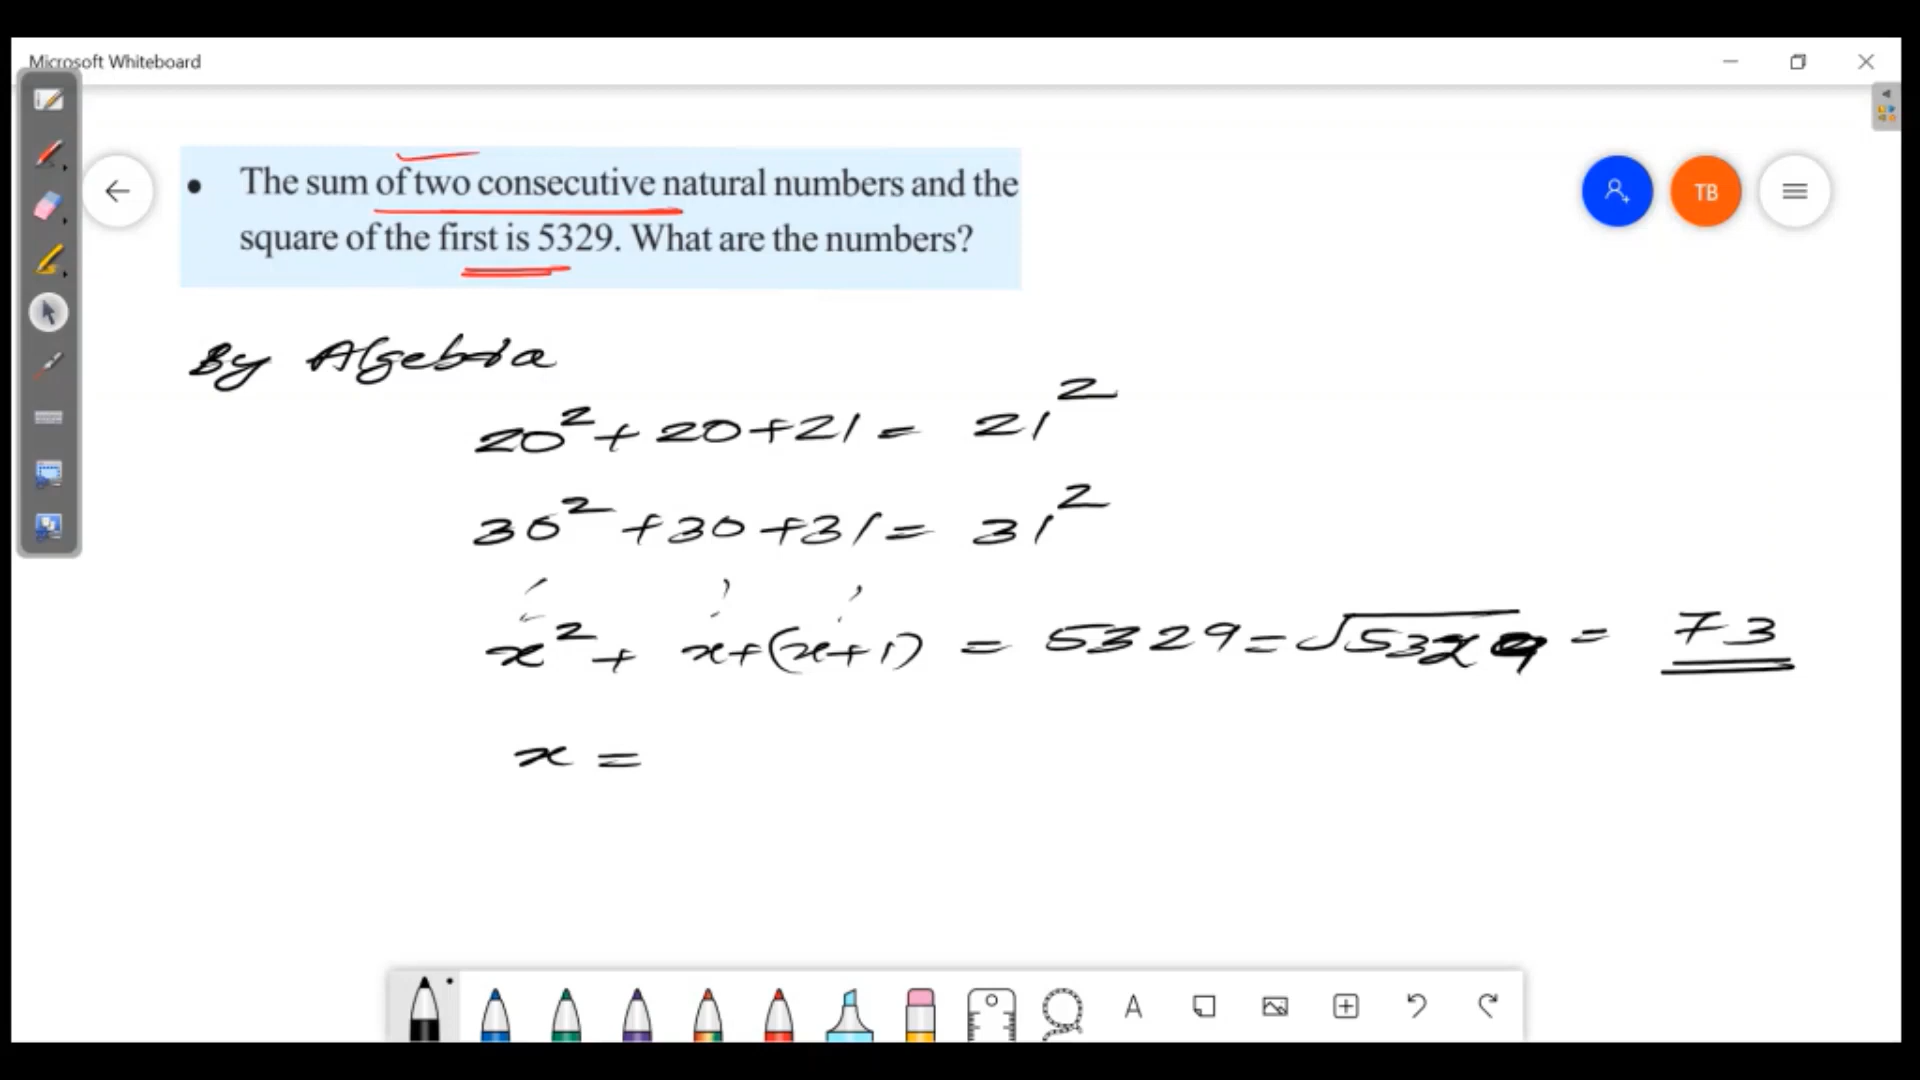 Microsoft Whiteboard
TB
• The sum of two consecutive natural numbers and the
square of the first is 5329. What are the numbers?
By Algebra
20² + 20 + 21 = 21²
30² + 30 + 31 = 31²
x² + x + (x + 1) = 5329 = √5329 = 73
x =
A